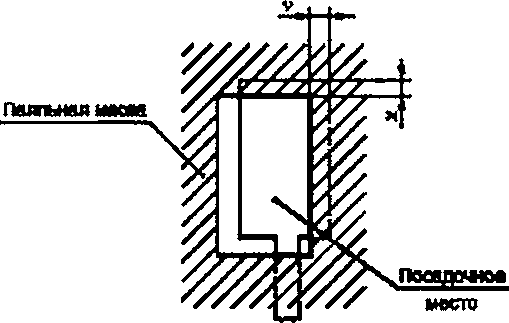 Паяльная маска
Посадочное
место